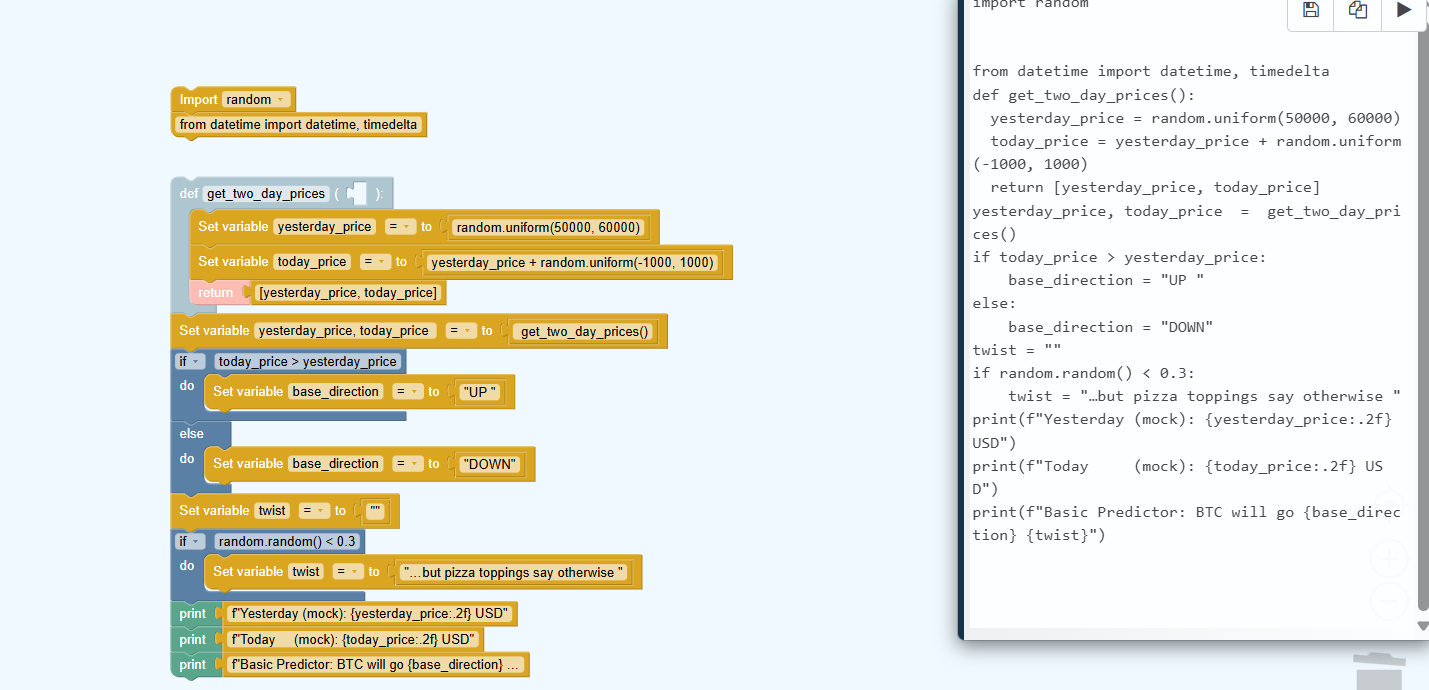 Import random
from datetime import datetime, timedelta
def get_two_day_prices ( ):
Set variable yesterday_price = to random.uniform(50000, 60000)
Set variable today_price = to yesterday_price + random.uniform(-1000, 1000)
return [yesterday_price, today_price]
Set variable yesterday_price, today_price = to get_two_day_prices()
if today_price > yesterday_price
do Set variable base_direction = to "UP "
else
do Set variable base_direction = to "DOWN"
Set variable twist = to ""
if random.random() < 0.3
do Set variable twist = to "…but pizza toppings say otherwise "
print f"Yesterday (mock): {yesterday_price:.2f} USD"
print f"Today     (mock): {today_price:.2f} USD"
print f"Basic Predictor: BTC will go {base_direction} ...
import random
from datetime import datetime, timedelta
def get_two_day_prices():
  yesterday_price = random.uniform(50000, 60000)
  today_price = yesterday_price + random.uniform
(-1000, 1000)
  return [yesterday_price, today_price]
yesterday_price, today_price  =  get_two_day_pri
ces()
if today_price > yesterday_price:
    base_direction = "UP "
else:
    base_direction = "DOWN"
twist = ""
if random.random() < 0.3:
    twist = "…but pizza toppings say otherwise "
print(f"Yesterday (mock): {yesterday_price:.2f}
USD")
print(f"Today     (mock): {today_price:.2f} US
D")
print(f"Basic Predictor: BTC will go {base_direc
tion} {twist}")